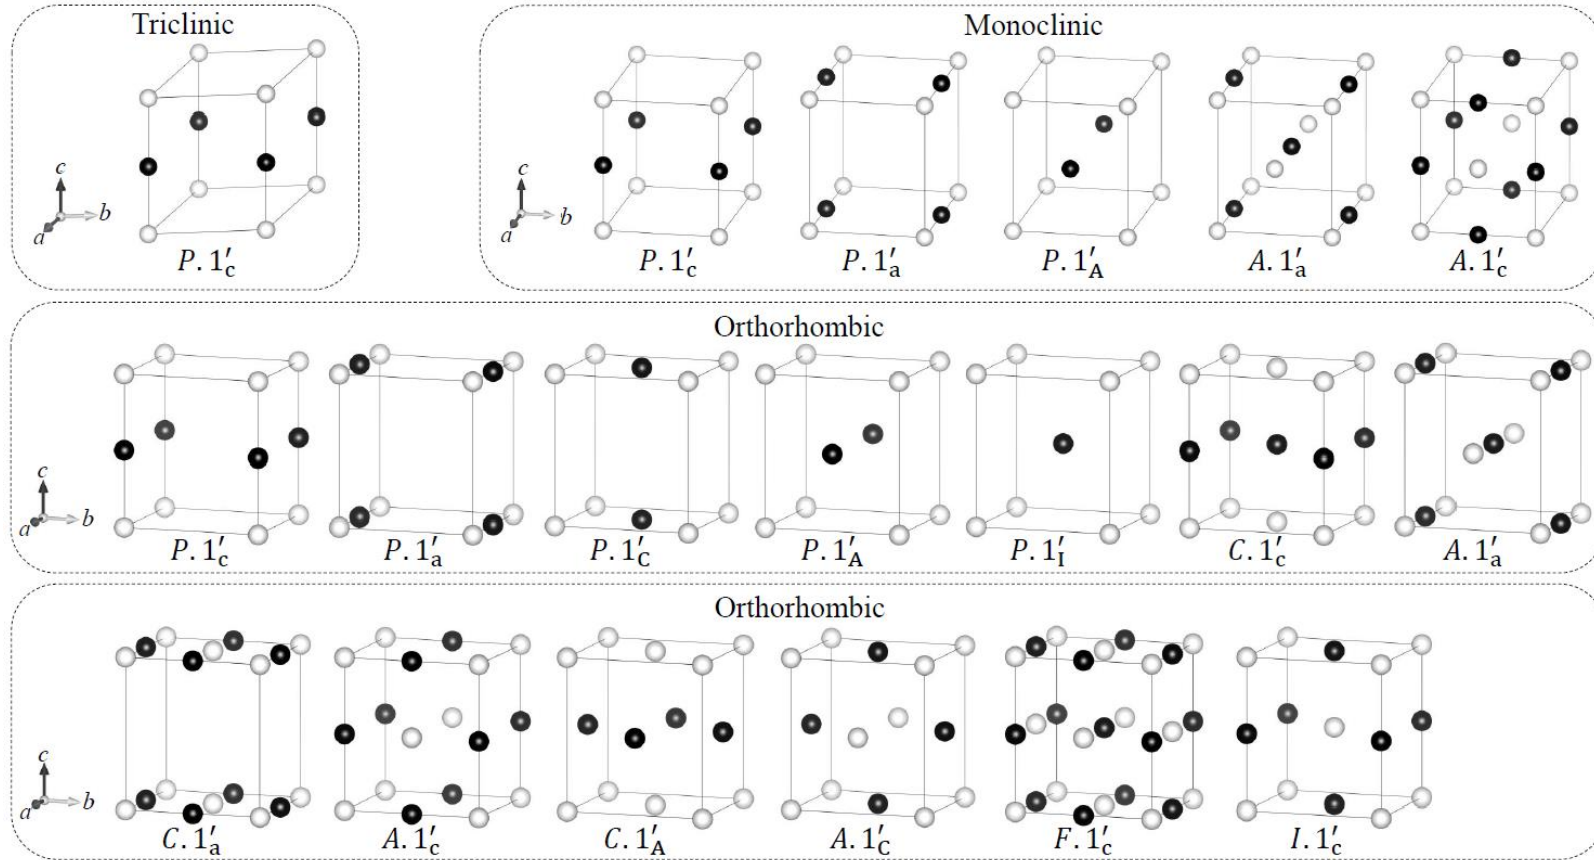 Triclinic
c
b
a
P. 1′c
Monoclinic
c
b
a
P. 1′c
P. 1′a
P. 1′A
A. 1′a
A. 1′c
Orthorhombic
c
b
a
P. 1′c
P. 1′a
P. 1′C
P. 1′A
P. 1′I
C. 1′c
A. 1′a
Orthorhombic
c
b
a
C. 1′a
A. 1′c
C. 1′A
A. 1′C
F. 1′c
I. 1′c